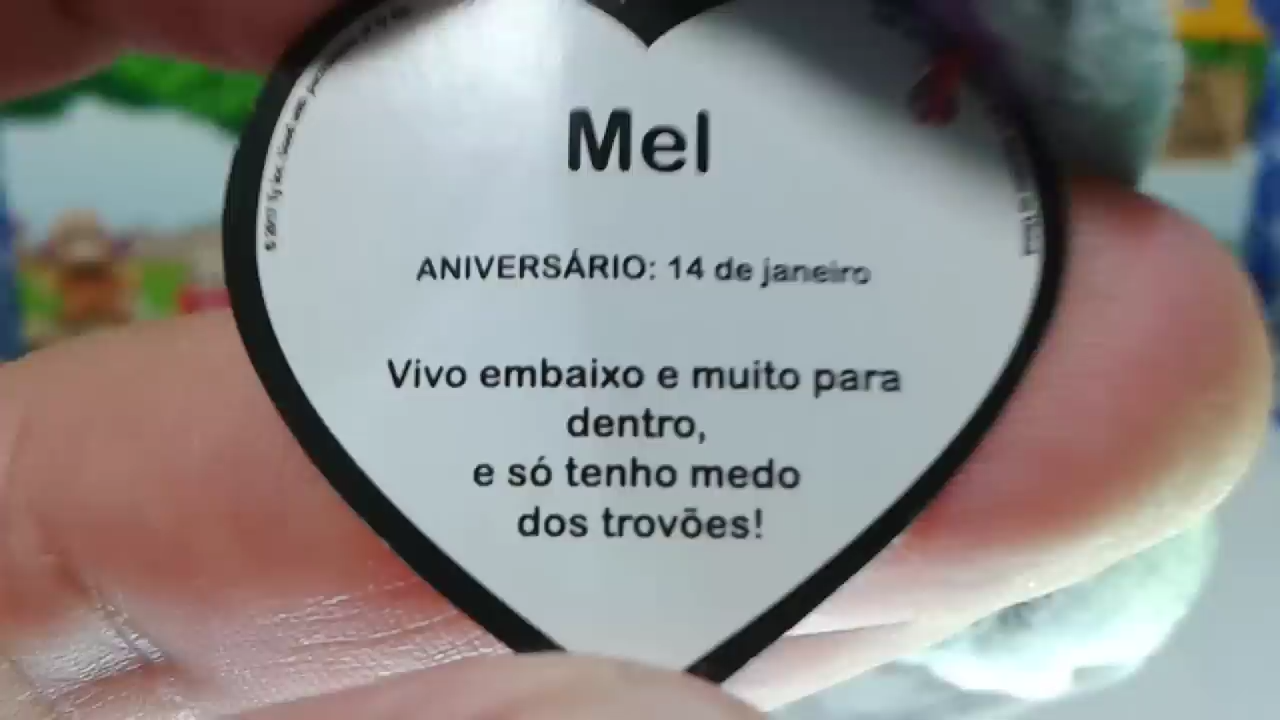 Mel
ANIVERSÁRIO: 14 de janeiro
Vivo embaixo e muito para
dentro,
e só tenho medo
dos trovões!